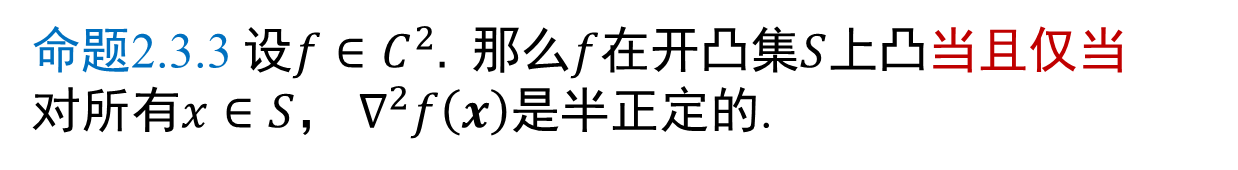 命题2.3.3 设f ∈ C². 那么f在开凸集S上凸当且仅当
对所有x ∈ S， ∇²f(x)是半正定的.